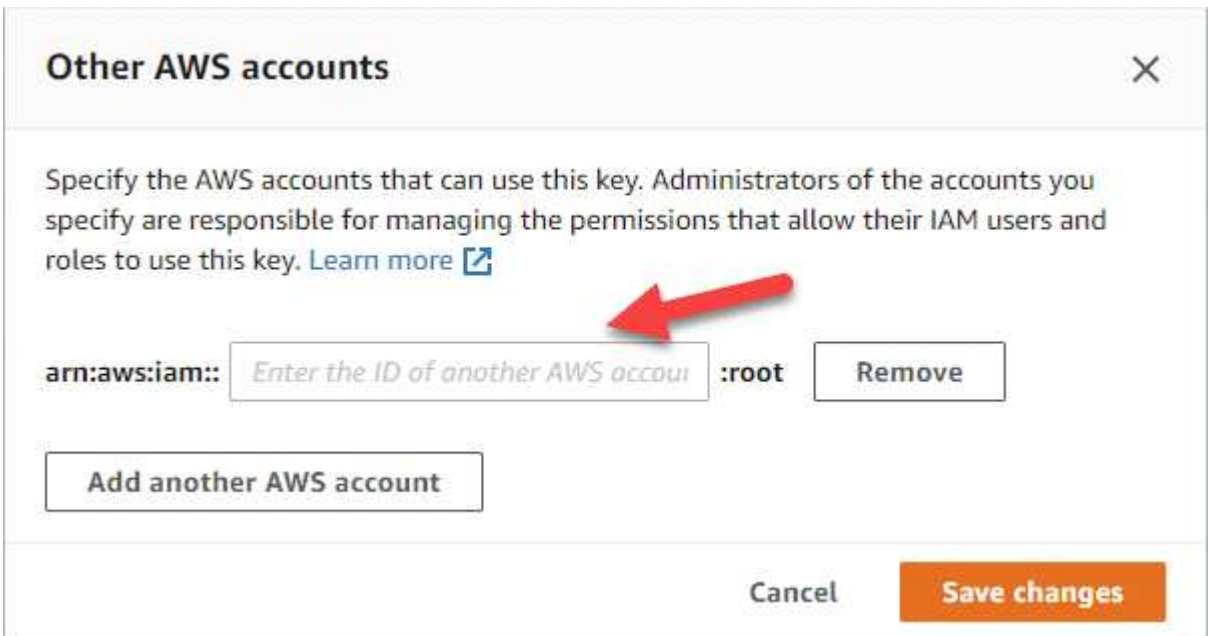 Other AWS accounts
Specify the AWS accounts that can use this key. Administrators of the accounts you
specify are responsible for managing the permissions that allow their IAM users and
roles to use this key. Learn more
arn:aws:iam:: Enter the ID of another AWS accou :root Remove
Add another AWS account
Cancel Save changes